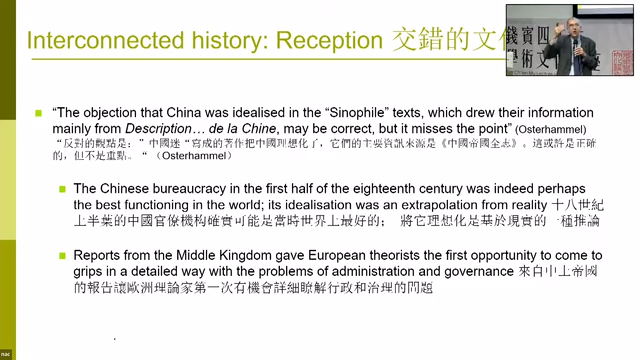 Interconnected history: Reception 交錯的文化
“The objection that China was idealised in the “Sinophile” texts, which drew their information
mainly from Description… de la Chine, may be correct, but it misses the point” (Osterhammel)
“反對的觀點是：”中國迷“寫成的著作把中國理想化了，它們的主要資訊來源是《中華帝國全志》。這或許是正確
的，但不是重點。“（Osterhammel）
The Chinese bureaucracy in the first half of the eighteenth century was indeed perhaps
the best functioning in the world; its idealisation was an extrapolation from reality 十八世紀
上半葉的中國官僚機构確實可能是當時世界上最好的； 將它理想化是基於現實的一種推論
Reports from the Middle Kingdom gave European theorists the first opportunity to come to
grips in a detailed way with the problems of administration and governance 來自中土帝國
的報告讓歐洲理論家第一次有機會詳細瞭解行政和治理的問題
錢賓四
學術文
nac